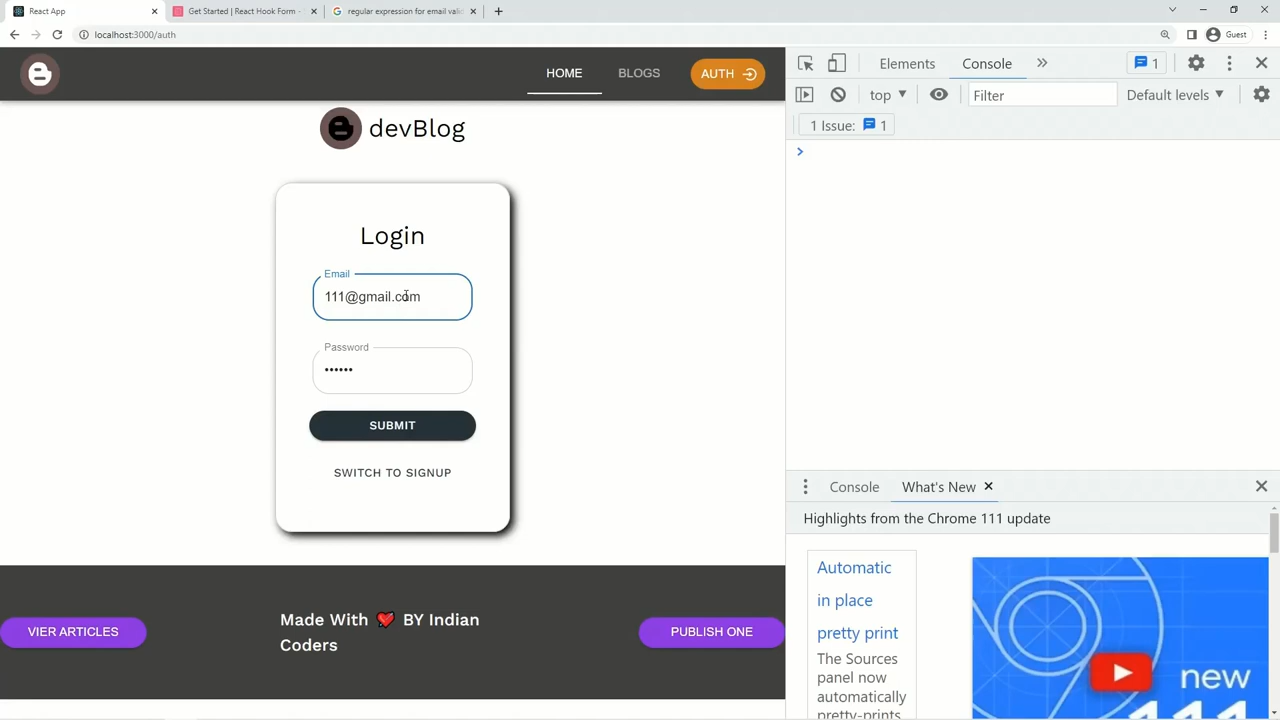 React App
Get Started | React Hook Form -
regular expression for email valid
Guest
localhost:3000/auth
HOME
BLOGS
AUTH
devBlog
Login
Email
111@gmail.com
Password
••••••
SUBMIT
SWITCH TO SIGNUP
VIER ARTICLES
Made With ❤ BY Indian
Coders
PUBLISH ONE
Elements
Console
1
top
Filter
Default levels
1 Issue: 1
Console
What's New
Highlights from the Chrome 111 update
Automatic
in place
pretty print
The Sources
panel now
automatically
pretty-prints
new
111